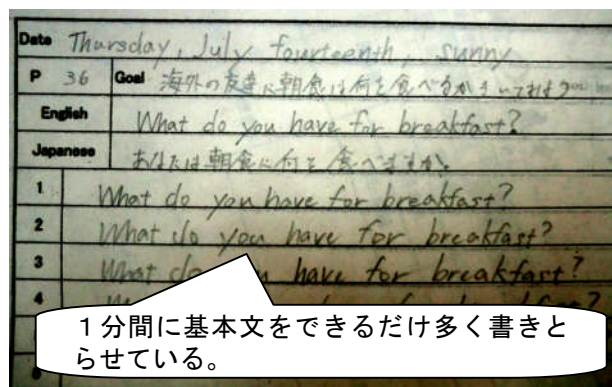 Date Thursday, July fourteenth, sunny
P 36 Goal 海外の友達に朝食は何を食べるかきいてみよう
English What do you have for breakfast?
Japanese あなたは朝食に何を食べますか。
1 What do you have for breakfast?
2 What do you have for breakfast?
3 What do you have for breakfast?
4
1分間に基本文をできるだけ多く書きと
らせている。